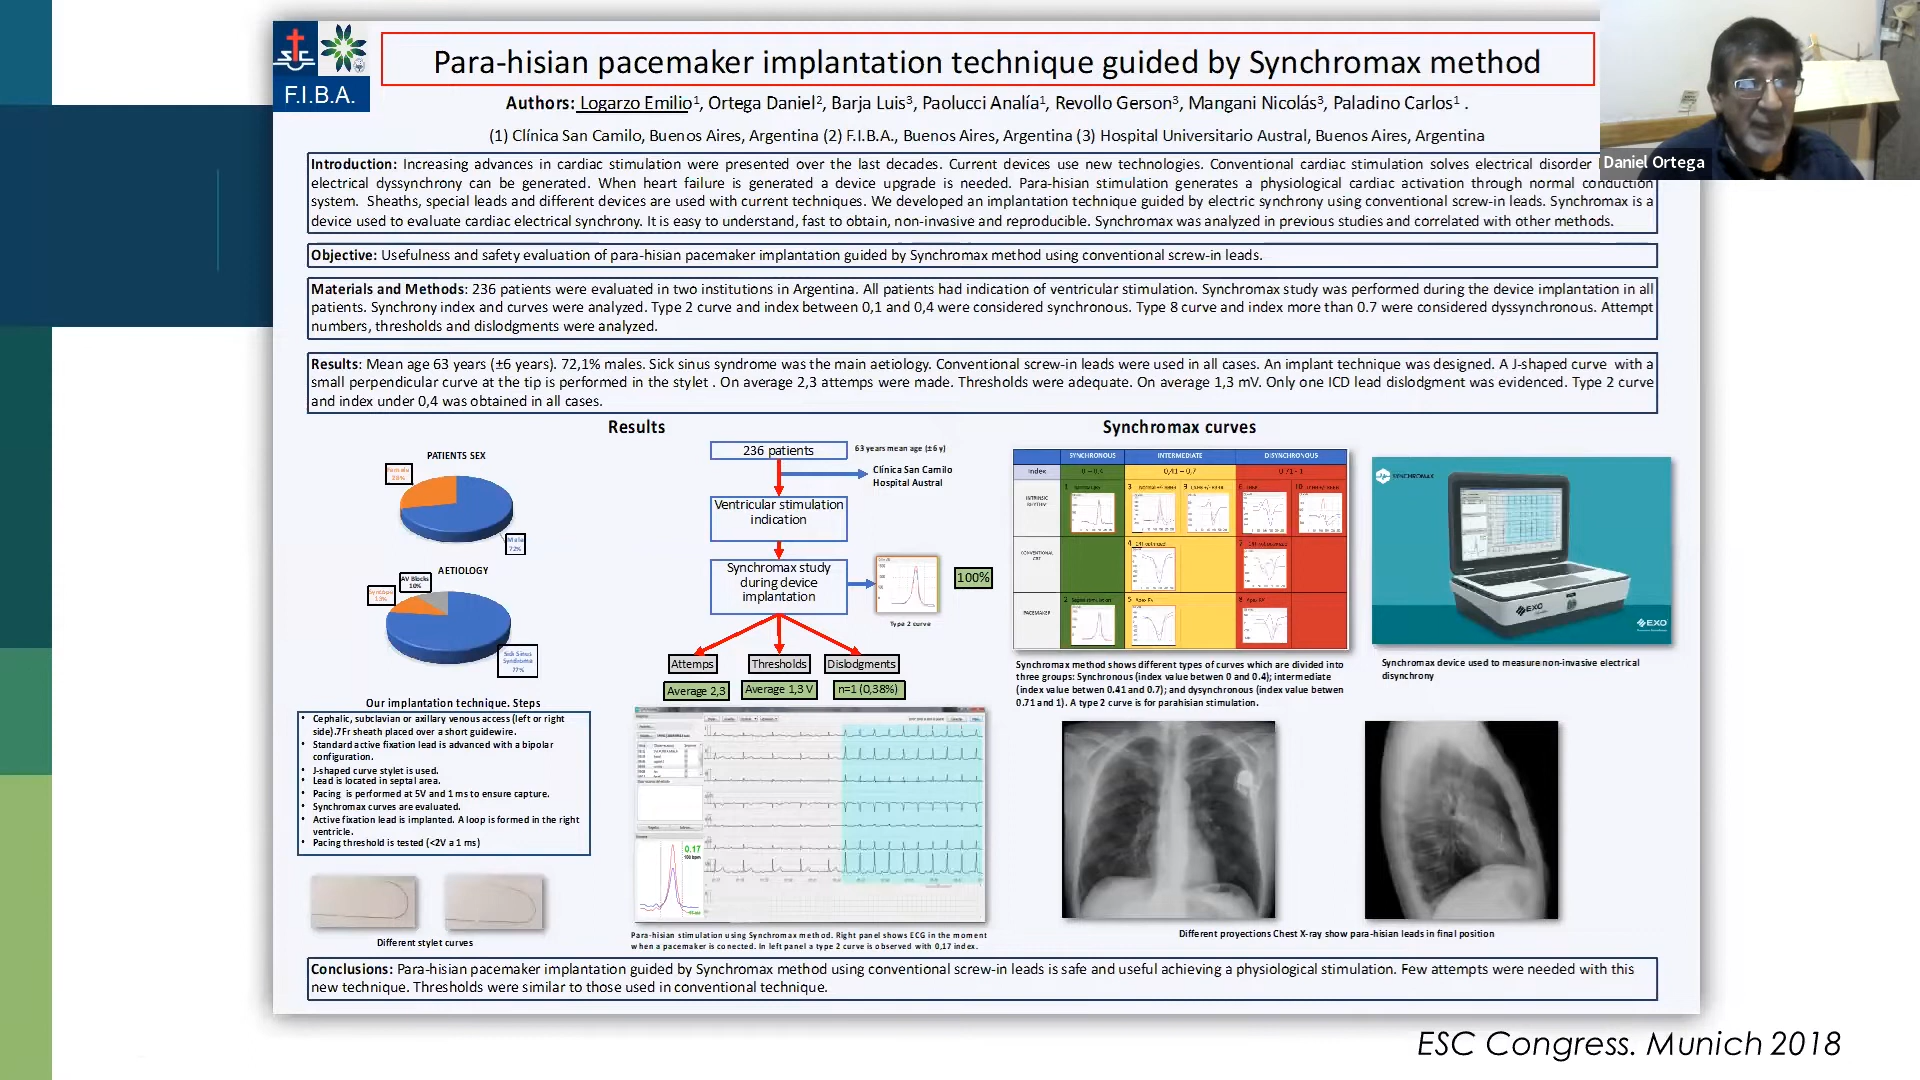 F.I.B.A.
Para-hisian pacemaker implantation technique guided by Synchromax method
Authors: Logarzo Emilio¹, Ortega Daniel², Barja Luis³, Paolucci Analía¹, Revollo Gerson³, Mangani Nicolás³, Paladino Carlos¹ .
(1) Clínica San Camilo, Buenos Aires, Argentina (2) F.I.B.A., Buenos Aires, Argentina (3) Hospital Universitario Austral, Buenos Aires, Argentina
Daniel Ortega
Introduction: Increasing advances in cardiac stimulation were presented over the last decades. Current devices use new technologies. Conventional cardiac stimulation solves electrical disorder
electrical dyssynchrony can be generated. When heart failure is generated a device upgrade is needed. Para-hisian stimulation generates a physiological cardiac activation through normal conduction
system. Sheaths, special leads and different devices are used with current techniques. We developed an implantation technique guided by electric synchrony using conventional screw-in leads. Synchromax is a
device used to evaluate cardiac electrical synchrony. It is easy to understand, fast to obtain, non-invasive and reproducible. Synchromax was analyzed in previous studies and correlated with other methods.
Objective: Usefulness and safety evaluation of para-hisian pacemaker implantation guided by Synchromax method using conventional screw-in leads.
Materials and Methods: 236 patients were evaluated in two institutions in Argentina. All patients had indication of ventricular stimulation. Synchromax study was performed during the device implantation in all
patients. Synchrony index and curves were analyzed. Type 2 curve and index between 0,1 and 0,4 were considered synchronous. Type 8 curve and index more than 0.7 were considered dyssynchronous. Attempt
numbers, thresholds and dislodgments were analyzed.
Results: Mean age 63 years (±6 years). 72,1% males. Sick sinus syndrome was the main aetiology. Conventional screw-in leads were used in all cases. An implant technique was designed. A J-shaped curve with a
small perpendicular curve at the tip is performed in the stylet . On average 2,3 attemps were made. Thresholds were adequate. On average 1,3 mV. Only one ICD lead dislodgment was evidenced. Type 2 curve
and index under 0,4 was obtained in all cases.
Results
PATIENTS SEX
Male
72%
AETIOLOGY
AV Blocks
10%
Sick Sinus
Syndrome
77%
236 patients
63 years mean age (±6 y)
Clínica San Camilo
Hospital Austral
Ventricular stimulation
indication
Synchromax study
during device
implantation
100%
Type 2 curve
Attemps
Thresholds
Dislodgments
Average 2,3
Average 1,3 V
n=1 (0,38%)
Our implantation technique. Steps
• Cephalic, subclavian or axillary venous access (left or right
side).7Fr sheath placed over a short guidewire.
• Standard active fixation lead is advanced with a bipolar
configuration.
• J-shaped curve stylet is used.
• Lead is located in septal area.
• Pacing is performed at 5V and 1 ms to ensure capture.
• Synchromax curves are evaluated.
• Active fixation lead is implanted. A loop is formed in the right
ventricle.
• Pacing threshold is tested (<2V a 1 ms)
Different stylet curves
0.17
Para-hisian stimulation using Synchromax method. Right panel shows ECG in the moment
when a pacemaker is conected. In left panel a type 2 curve is observed with 0,17 index.
Synchromax curves
SYNCHRONOUS
INTERMEDIATE
DISYNCHRONOUS
Index
0 – 0,4
0,41 – 0,7
0,71 - 1
INTRINSIC
RHYTHM
CONVENTIONAL
CRT
PACEMAKER
Synchromax method shows different types of curves which are divided into
three groups: Synchronous (index value betwen 0 and 0.4); intermediate
(index value betwen 0.41 and 0.7); and dysynchronous (index value betwen
0.71 and 1). A type 2 curve is for parahisian stimulation.
SYNCHROMAX
EXO
EXO
Synchromax device used to measure non-invasive electrical
disynchrony
Different proyections Chest X-ray show para-hisian leads in final position
Conclusions: Para-hisian pacemaker implantation guided by Synchromax method using conventional screw-in leads is safe and useful achieving a physiological stimulation. Few attempts were needed with this
new technique. Thresholds were similar to those used in conventional technique.
ESC Congress. Munich 2018